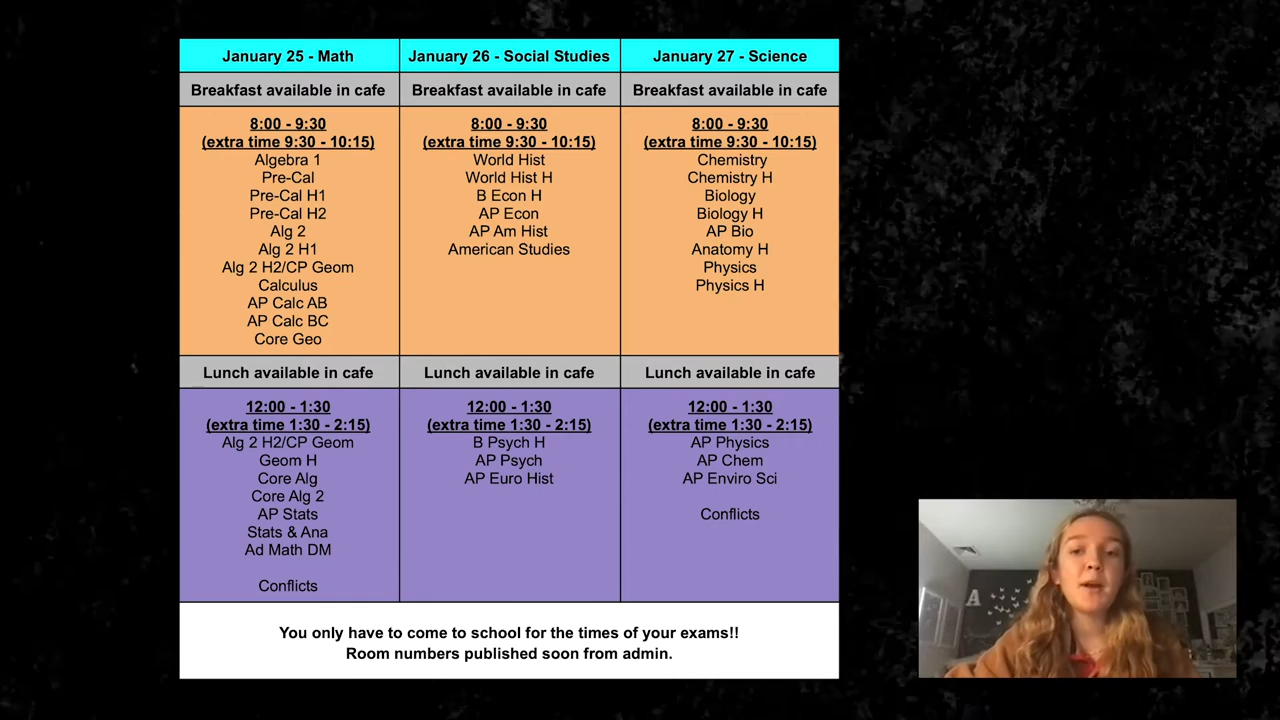 January 25 - Math
January 26 - Social Studies
January 27 - Science
Breakfast available in cafe
Breakfast available in cafe
Breakfast available in cafe
8:00 - 9:30
(extra time 9:30 - 10:15)
Algebra 1
Pre-Cal
Pre-Cal H1
Pre-Cal H2
Alg 2
Alg 2 H1
Alg 2 H2/CP Geom
Calculus
AP Calc AB
AP Calc BC
Core Geo
8:00 - 9:30
(extra time 9:30 - 10:15)
World Hist
World Hist H
B Econ H
AP Econ
AP Am Hist
American Studies
8:00 - 9:30
(extra time 9:30 - 10:15)
Chemistry
Chemistry H
Biology
Biology H
AP Bio
Anatomy H
Physics
Physics H
Lunch available in cafe
Lunch available in cafe
Lunch available in cafe
12:00 - 1:30
(extra time 1:30 - 2:15)
Alg 2 H2/CP Geom
Geom H
Core Alg
Core Alg 2
AP Stats
Stats & Ana
Ad Math DM
Conflicts
12:00 - 1:30
(extra time 1:30 - 2:15)
B Psych H
AP Psych
AP Euro Hist
12:00 - 1:30
(extra time 1:30 - 2:15)
AP Physics
AP Chem
AP Enviro Sci
Conflicts
You only have to come to school for the times of your exams!!
Room numbers published soon from admin.
A